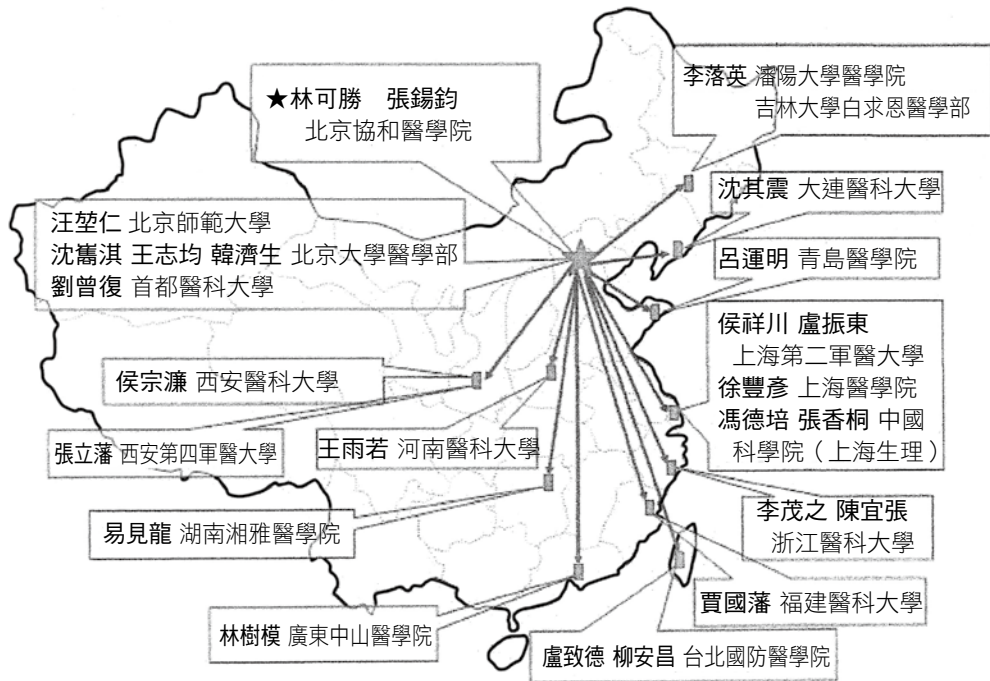 ★林可勝 張鍚鈞
北京協和醫學院
李落英 瀋陽大學醫學院
吉林大學白求恩醫學部
沈其震 大連醫科大學
汪堃仁 北京師範大學
沈雟淇 王志均 韓濟生 北京大學醫學部
劉曾復 首都醫科大學
呂運明 青島醫學院
侯祥川 盧振東
上海第二軍醫大學
徐豐彥 上海醫學院
馮德培 張香桐 中國
科學院（上海生理）
侯宗濂 西安醫科大學
張立藩 西安第四軍醫大學
王雨若 河南醫科大學
易見龍 湖南湘雅醫學院
李茂之 陳宜張
浙江醫科大學
賈國藩 福建醫科大學
林樹模 廣東中山醫學院
盧致德 柳安昌 台北國防醫學院